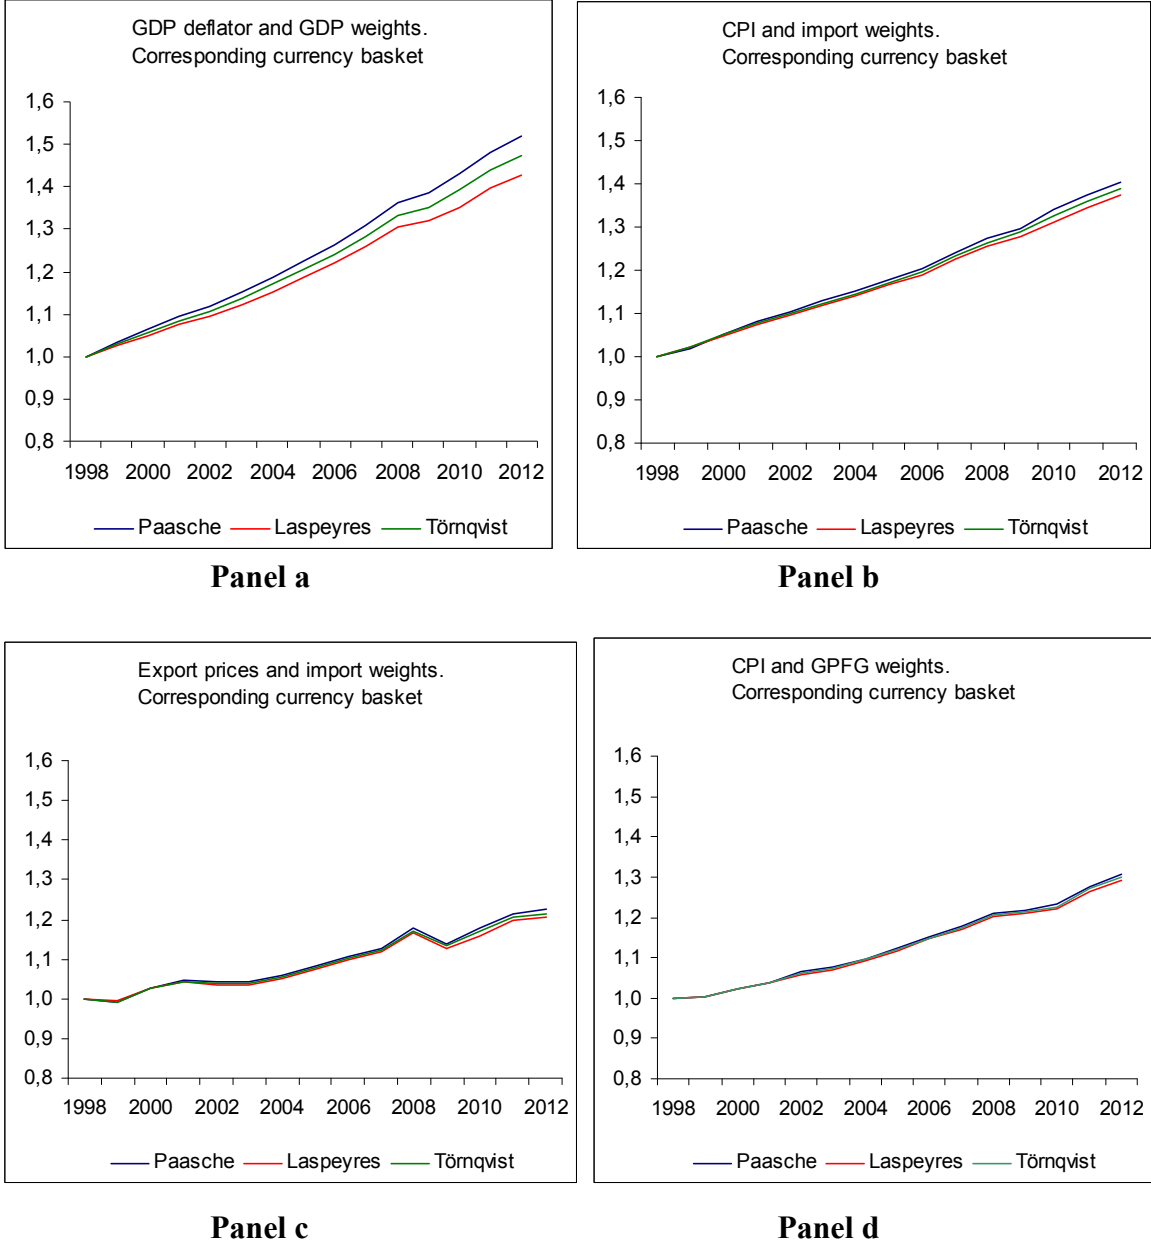 GDP deflator and GDP weights.
Corresponding currency basket
1,6
1,5
1,4
1,3
1,2
1,1
1,0
0,9
0,8
1998 2000 2002 2004 2006 2008 2010 2012
Paasche Laspeyres Törnqvist
Panel a
CPI and import weights.
Corresponding currency basket
1,6
1,5
1,4
1,3
1,2
1,1
1,0
0,9
0,8
1998 2000 2002 2004 2006 2008 2010 2012
Paasche Laspeyres Törnqvist
Panel b
Export prices and import weights.
Corresponding currency basket
1,6
1,5
1,4
1,3
1,2
1,1
1,0
0,9
0,8
1998 2000 2002 2004 2006 2008 2010 2012
Paasche Laspeyres Törnqvist
Panel c
CPI and GPFG weights.
Corresponding currency basket
1,6
1,5
1,4
1,3
1,2
1,1
1,0
0,9
0,8
1998 2000 2002 2004 2006 2008 2010 2012
Paasche Laspeyres Törnqvist
Panel d